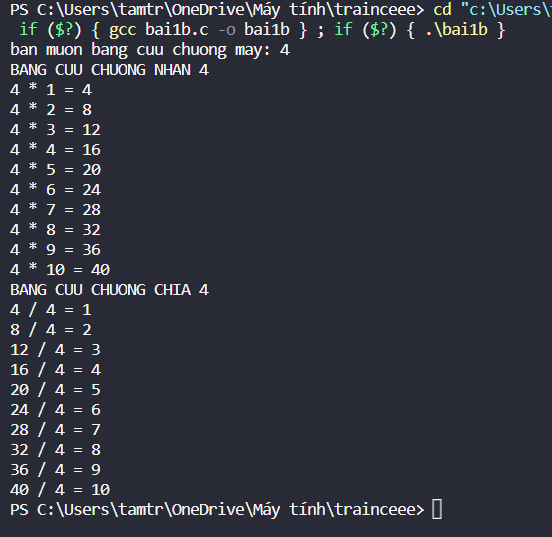 PS C:\Users\tamtr\OneDrive\Máy tính\trainceee> cd "c:\Users\
if ($?) { gcc bai1b.c -o bai1b } ; if ($?) { .\bai1b }
ban muon bang cuu chuong may: 4
BANG CUU CHUONG NHAN 4
4 * 1 = 4
4 * 2 = 8
4 * 3 = 12
4 * 4 = 16
4 * 5 = 20
4 * 6 = 24
4 * 7 = 28
4 * 8 = 32
4 * 9 = 36
4 * 10 = 40
BANG CUU CHUONG CHIA 4
4 / 4 = 1
8 / 4 = 2
12 / 4 = 3
16 / 4 = 4
20 / 4 = 5
24 / 4 = 6
28 / 4 = 7
32 / 4 = 8
36 / 4 = 9
40 / 4 = 10
PS C:\Users\tamtr\OneDrive\Máy tính\trainceee>